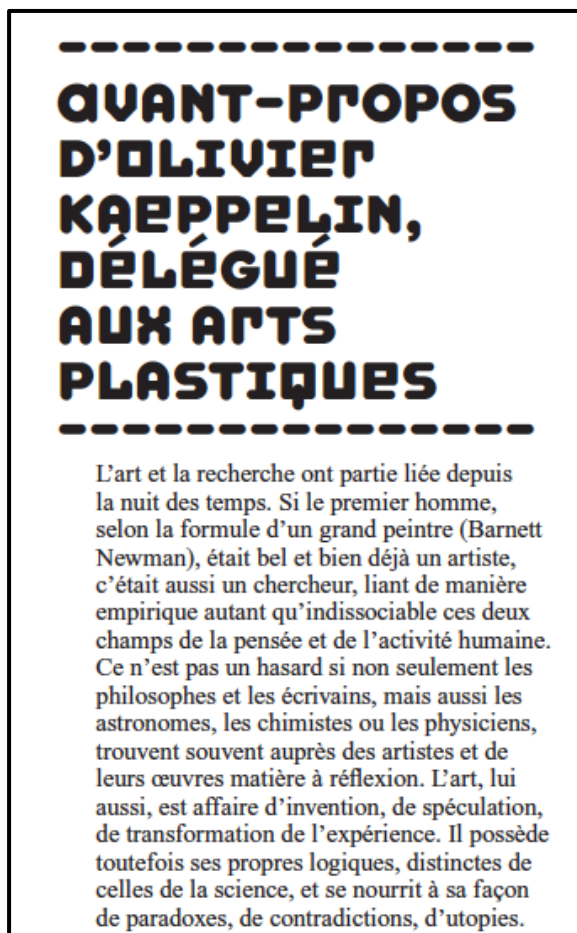 avant-propos
d’olivier
kaeppelin,
délégué
aux arts
plastiques
L’art et la recherche ont partie liée depuis
la nuit des temps. Si le premier homme,
selon la formule d’un grand peintre (Barnett
Newman), était bel et bien déjà un artiste,
c’était aussi un chercheur, liant de manière
empirique autant qu’indissociable ces deux
champs de la pensée et de l’activité humaine.
Ce n’est pas un hasard si non seulement les
philosophes et les écrivains, mais aussi les
astronomes, les chimistes ou les physiciens,
trouvent souvent auprès des artistes et de
leurs œuvres matière à réflexion. L’art, lui
aussi, est affaire d’invention, de spéculation,
de transformation de l’expérience. Il possède
toutefois ses propres logiques, distinctes de
celles de la science, et se nourrit à sa façon
de paradoxes, de contradictions, d’utopies.